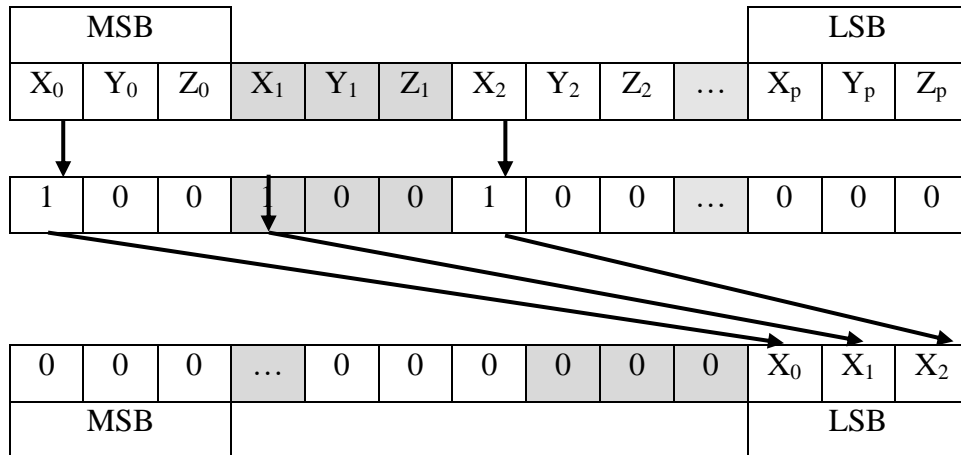 MSB LSB
X₀ Y₀ Z₀ X₁ Y₁ Z₁ X₂ Y₂ Z₂ … Xₚ Yₚ Zₚ
1 0 0 1 0 0 1 0 0 … 0 0 0
0 0 0 … 0 0 0 0 0 0 X₀ X₁ X₂
MSB LSB